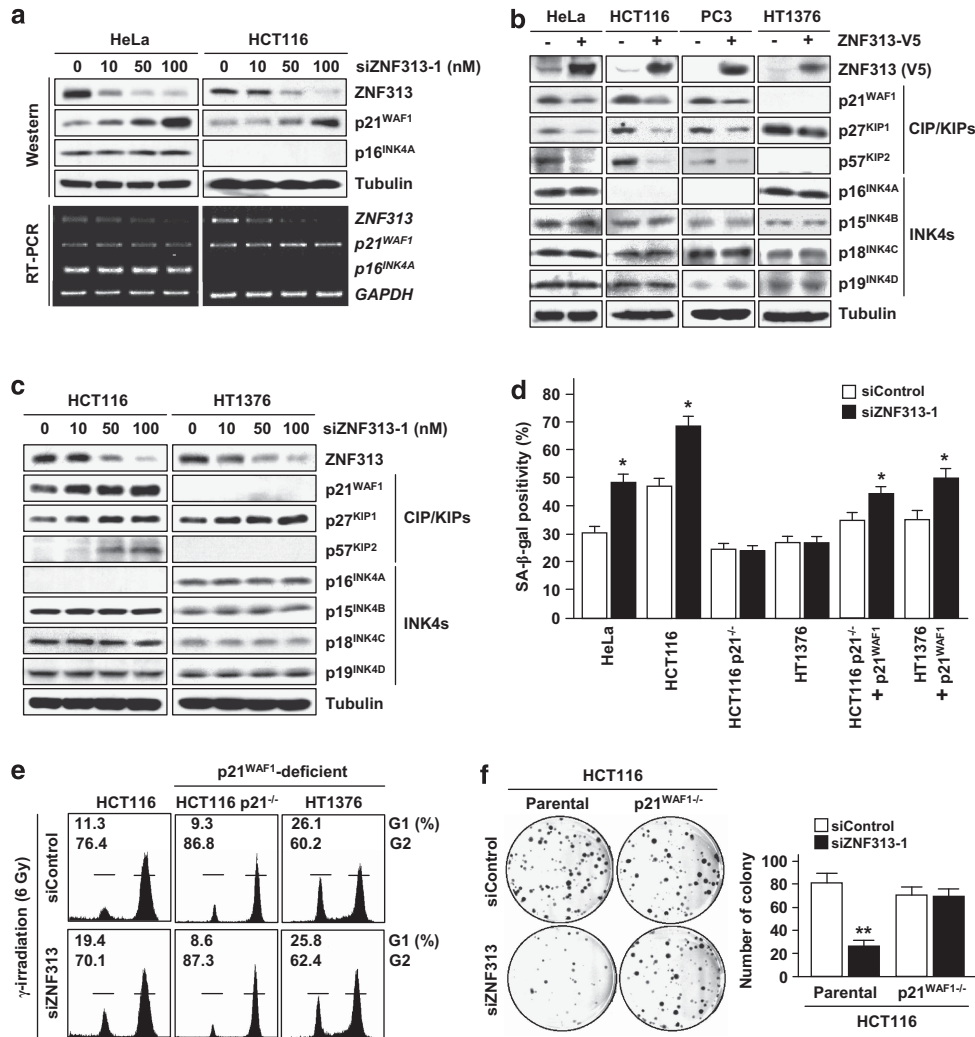 a
HeLa HCT116
0 10 50 100 0 10 50 100 siZNF313-1 (nM)
Western
ZNF313
p21WAF1
p16INK4A
Tubulin
RT-PCR
ZNF313
p21WAF1
p16INK4A
GAPDH
b
HeLa HCT116 PC3 HT1376
- + - + - + - + ZNF313-V5
ZNF313 (V5)
p21WAF1
p27KIP1
p57KIP2
CIP/KIPs
p16INK4A
p15INK4B
p18INK4C
p19INK4D
INK4s
Tubulin
c
HCT116 HT1376
0 10 50 100 0 10 50 100 siZNF313-1 (nM)
ZNF313
p21WAF1
p27KIP1
p57KIP2
CIP/KIPs
p16INK4A
p15INK4B
p18INK4C
p19INK4D
INK4s
Tubulin
d
siControl
siZNF313-1
SA-β-gal positivity (%)
80
70
60
50
40
30
20
10
0
* * * *
HeLa
HCT116
HCT116 p21-/-
HT1376
HCT116 p21-/- + p21WAF1
HT1376 + p21WAF1
e
p21WAF1-deficient
HCT116 HCT116 p21-/- HT1376
γ-irradiation (6 Gy)
siControl
11.3 9.3 26.1 G1 (%)
76.4 86.8 60.2 G2
siZNF313
19.4 8.6 25.8 G1 (%)
70.1 87.3 62.4 G2
f
HCT116
Parental p21WAF1-/-
siControl
siZNF313
siControl
siZNF313-1
Number of colony
100
80
60
40
20
0
**
Parental p21WAF1-/-
HCT116